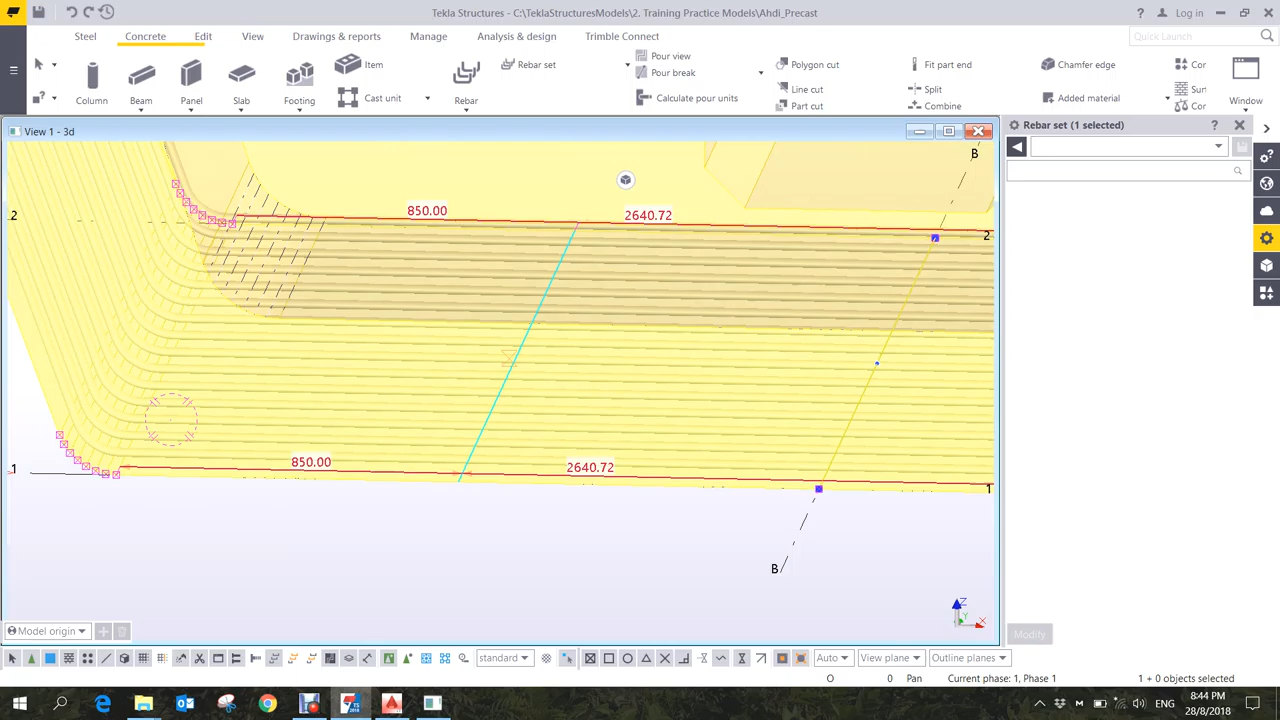 Tekla Structures - C:\TeklaStructuresModels\2. Training Practice Models\Ahdi_Precast
Log in
Steel Concrete Edit View Drawings & reports Manage Analysis & design Trimble Connect
Quick Launch
Column
Beam
Panel
Slab
Footing
Item
Cast unit
Rebar
Rebar set
Pour view
Pour break
Calculate pour units
Polygon cut
Line cut
Part cut
Fit part end
Split
Combine
Chamfer edge
Added material
Cor
Sur
Co
Window
View 1 - 3d
Rebar set (1 selected)
B
2 850.00 2640.72 2
1 850.00 2640.72 1
B
Z
Y
X
Model origin
Modify
standard
Auto
View plane
Outline planes
O 0 Pan Current phase: 1, Phase 1 1 + 0 objects selected
ENG
8:44 PM
28/8/2018